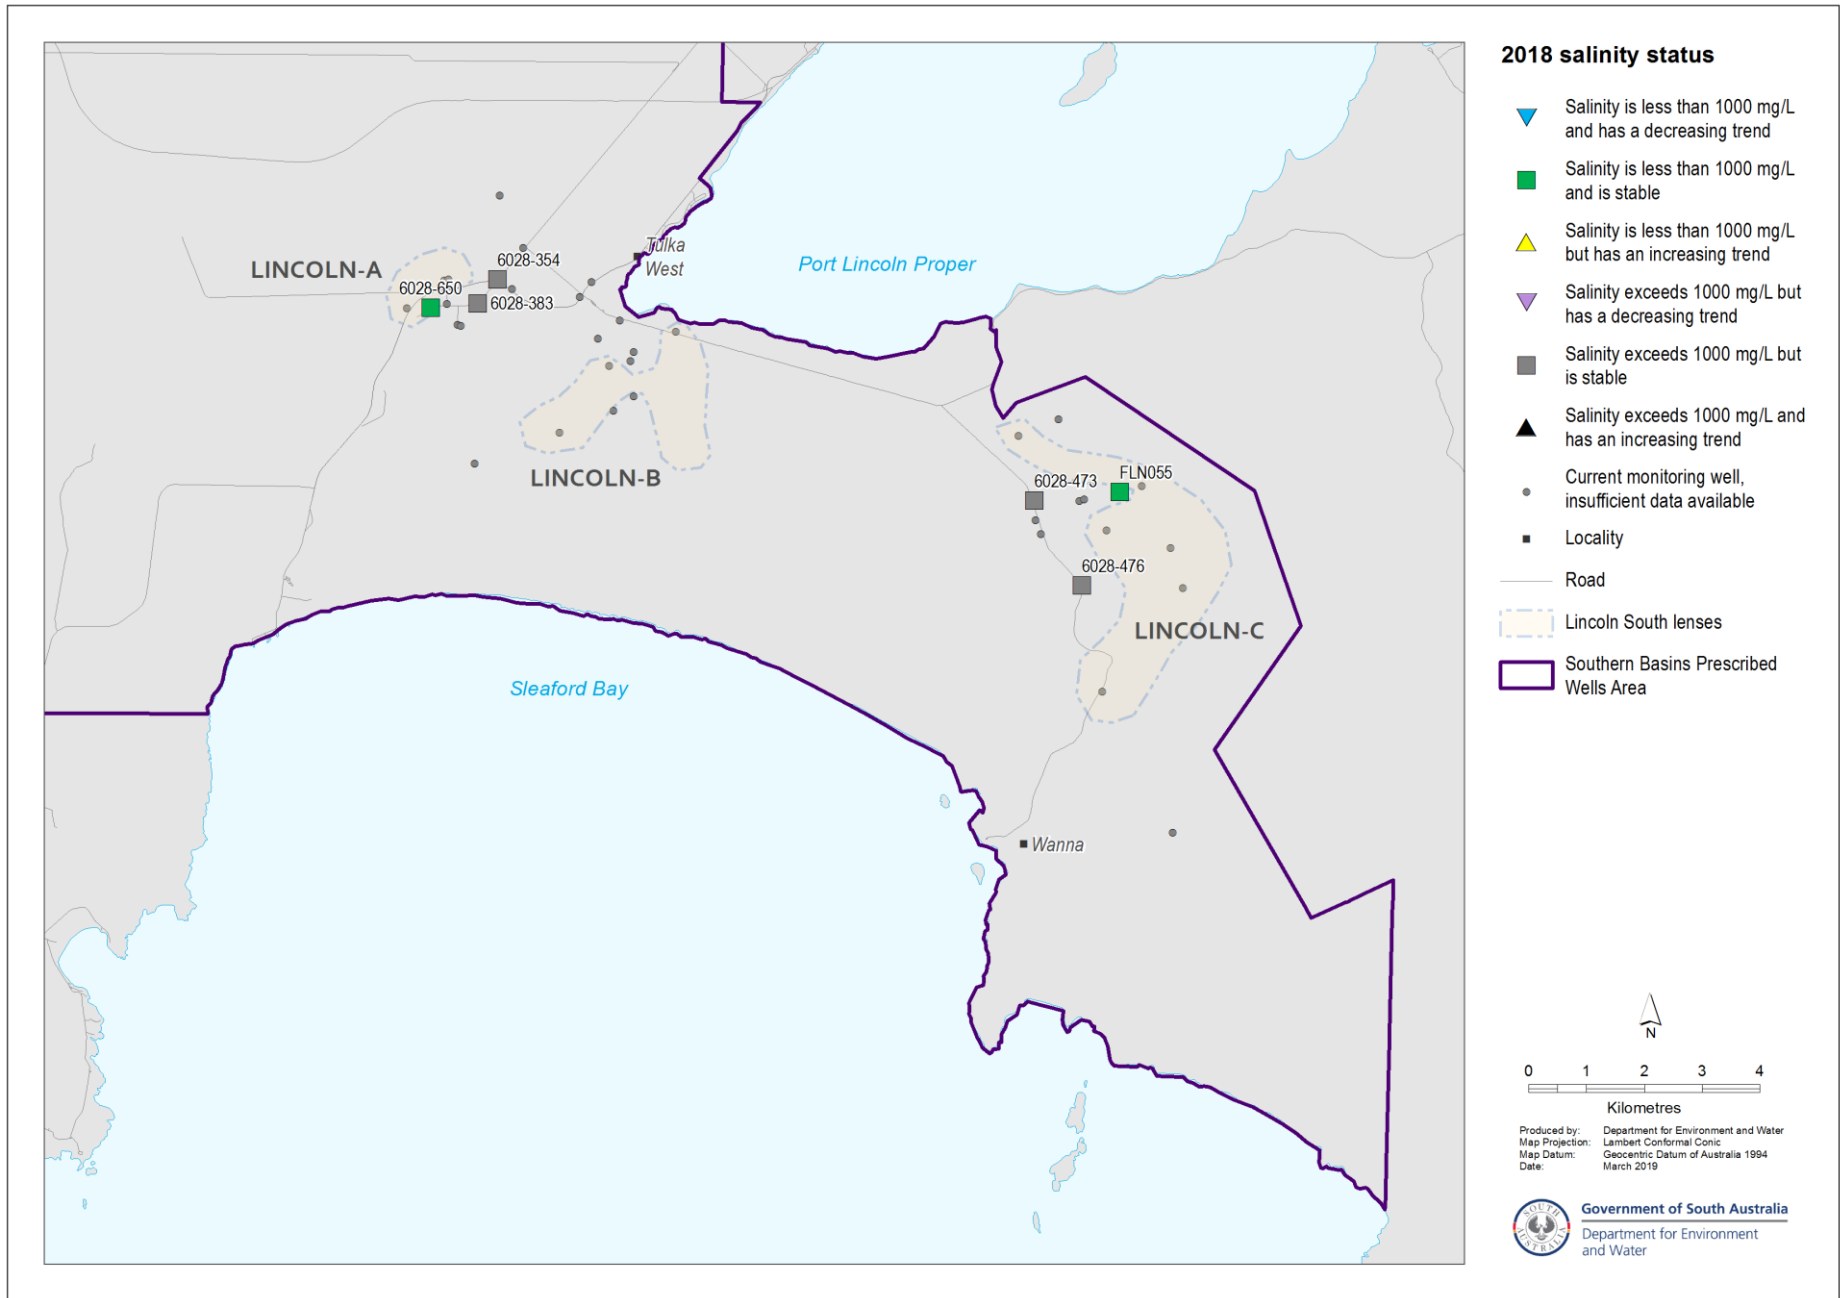 2018 salinity status
Salinity is less than 1000 mg/L
and has a decreasing trend
Salinity is less than 1000 mg/L
and is stable
Salinity is less than 1000 mg/L
but has an increasing trend
Salinity exceeds 1000 mg/L but
has a decreasing trend
Salinity exceeds 1000 mg/L but
is stable
Salinity exceeds 1000 mg/L and
has an increasing trend
Current monitoring well,
insufficient data available
Locality
Road
Lincoln South lenses
Southern Basins Prescribed
Wells Area
Tulka
West
Port Lincoln Proper
LINCOLN-A
6028-354
6028-650
6028-383
LINCOLN-B
6028-473
FLN055
6028-476
LINCOLN-C
Sleaford Bay
Wanna
N
0 1 2 3 4
Kilometres
Produced by: Department for Environment and Water
Map Projection: Lambert Conformal Conic
Map Datum: Geocentric Datum of Australia 1994
Date: March 2019
SOUTH
AUSTRALIA
Government of South Australia
Department for Environment
and Water